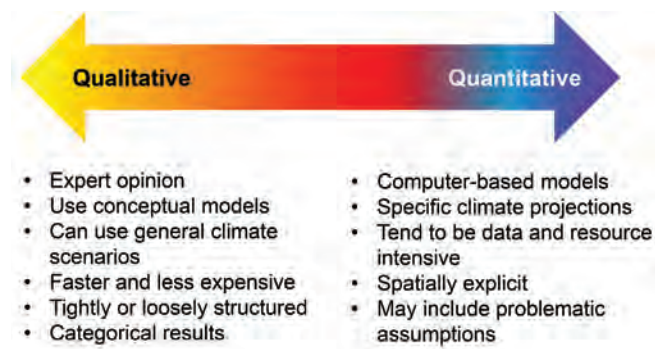 Qualitative
Quantitative
• Expert opinion
• Use conceptual models
• Can use general climate
scenarios
• Faster and less expensive
• Tightly or loosely structured
• Categorical results
• Computer-based models
• Specific climate projections
• Tend to be data and resource
intensive
• Spatially explicit
• May include problematic
assumptions